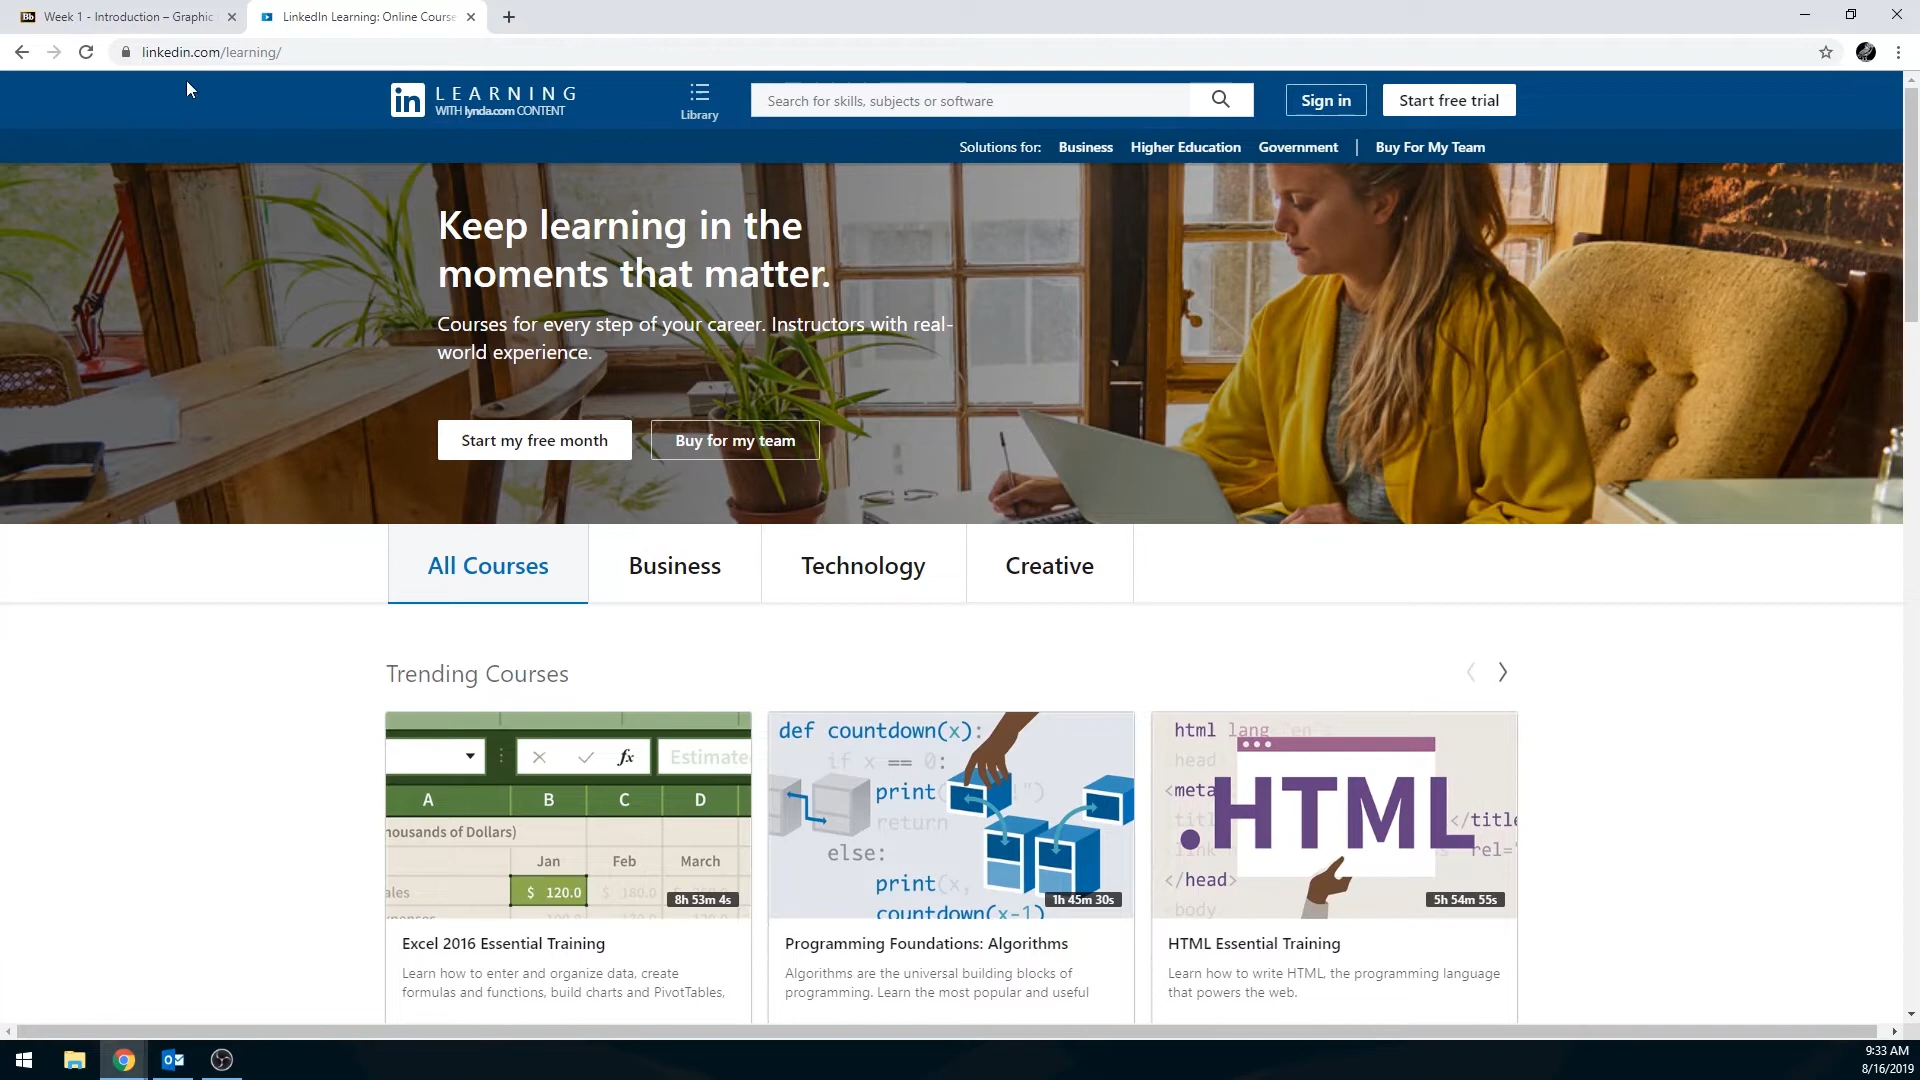 Week 1 - Introduction – Graphic
LinkedIn Learning: Online Course
linkedin.com/learning/
LEARNING
WITH lynda.com CONTENT
Library
Search for skills, subjects or software
Sign in
Start free trial
Solutions for: Business Higher Education Government | Buy For My Team
Keep learning in the
moments that matter.
Courses for every step of your career. Instructors with real-
world experience.
Start my free month
Buy for my team
All Courses
Business
Technology
Creative
Trending Courses
fx Estimate
A B C D
housands of Dollars)
Jan Feb March
ales $ 120.0 $ 180.0
8h 53m 4s
def countdown(x):
if x == 0:
print( !")
return
else:
print(x,
countdown(x-1)
1h 45m 30s
html lang "en"
head
<meta
.HTML
</title
rel="
</head>
body
5h 54m 55s
Excel 2016 Essential Training
Learn how to enter and organize data, create
formulas and functions, build charts and PivotTables,
Programming Foundations: Algorithms
Algorithms are the universal building blocks of
programming. Learn the most popular and useful
HTML Essential Training
Learn how to write HTML, the programming language
that powers the web.
9:33 AM
8/16/2019